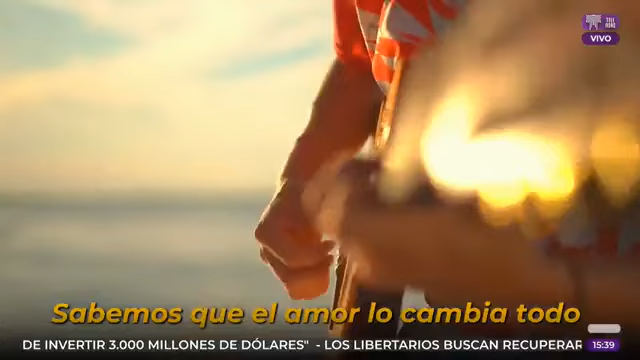 TELE
VIVO
Sabemos que el amor lo cambia todo
DE INVERTIR 3.000 MILLONES DE DÓLARES" - LOS LIBERTARIOS BUSCAN RECUPERAR
15:39